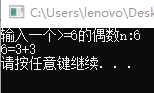 C:\Users\lenovo\Desk
输入一个>=6的偶数n:6
6=3+3
请按任意键继续. . .